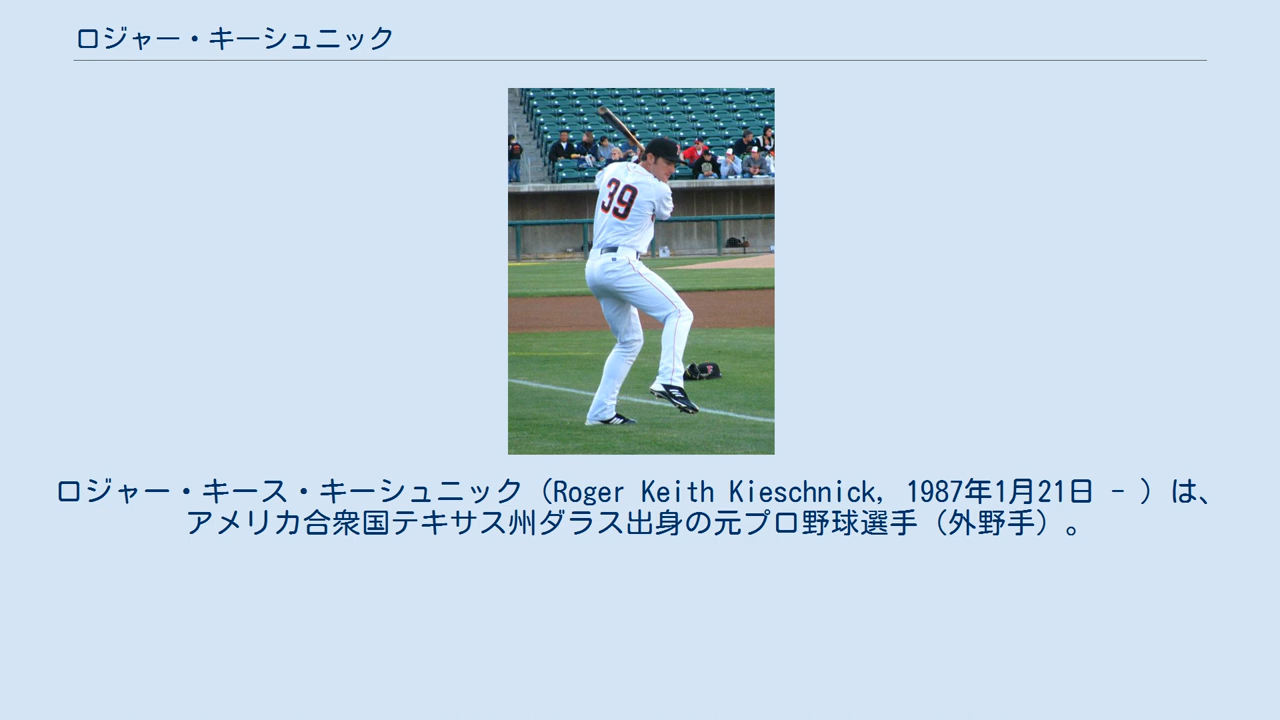 ロジャー・キーシュニック
39
ロジャー・キース・キーシュニック（Roger Keith Kieschnick, 1987年1月21日 - ）は、
アメリカ合衆国テキサス州ダラス出身の元プロ野球選手（外野手）。